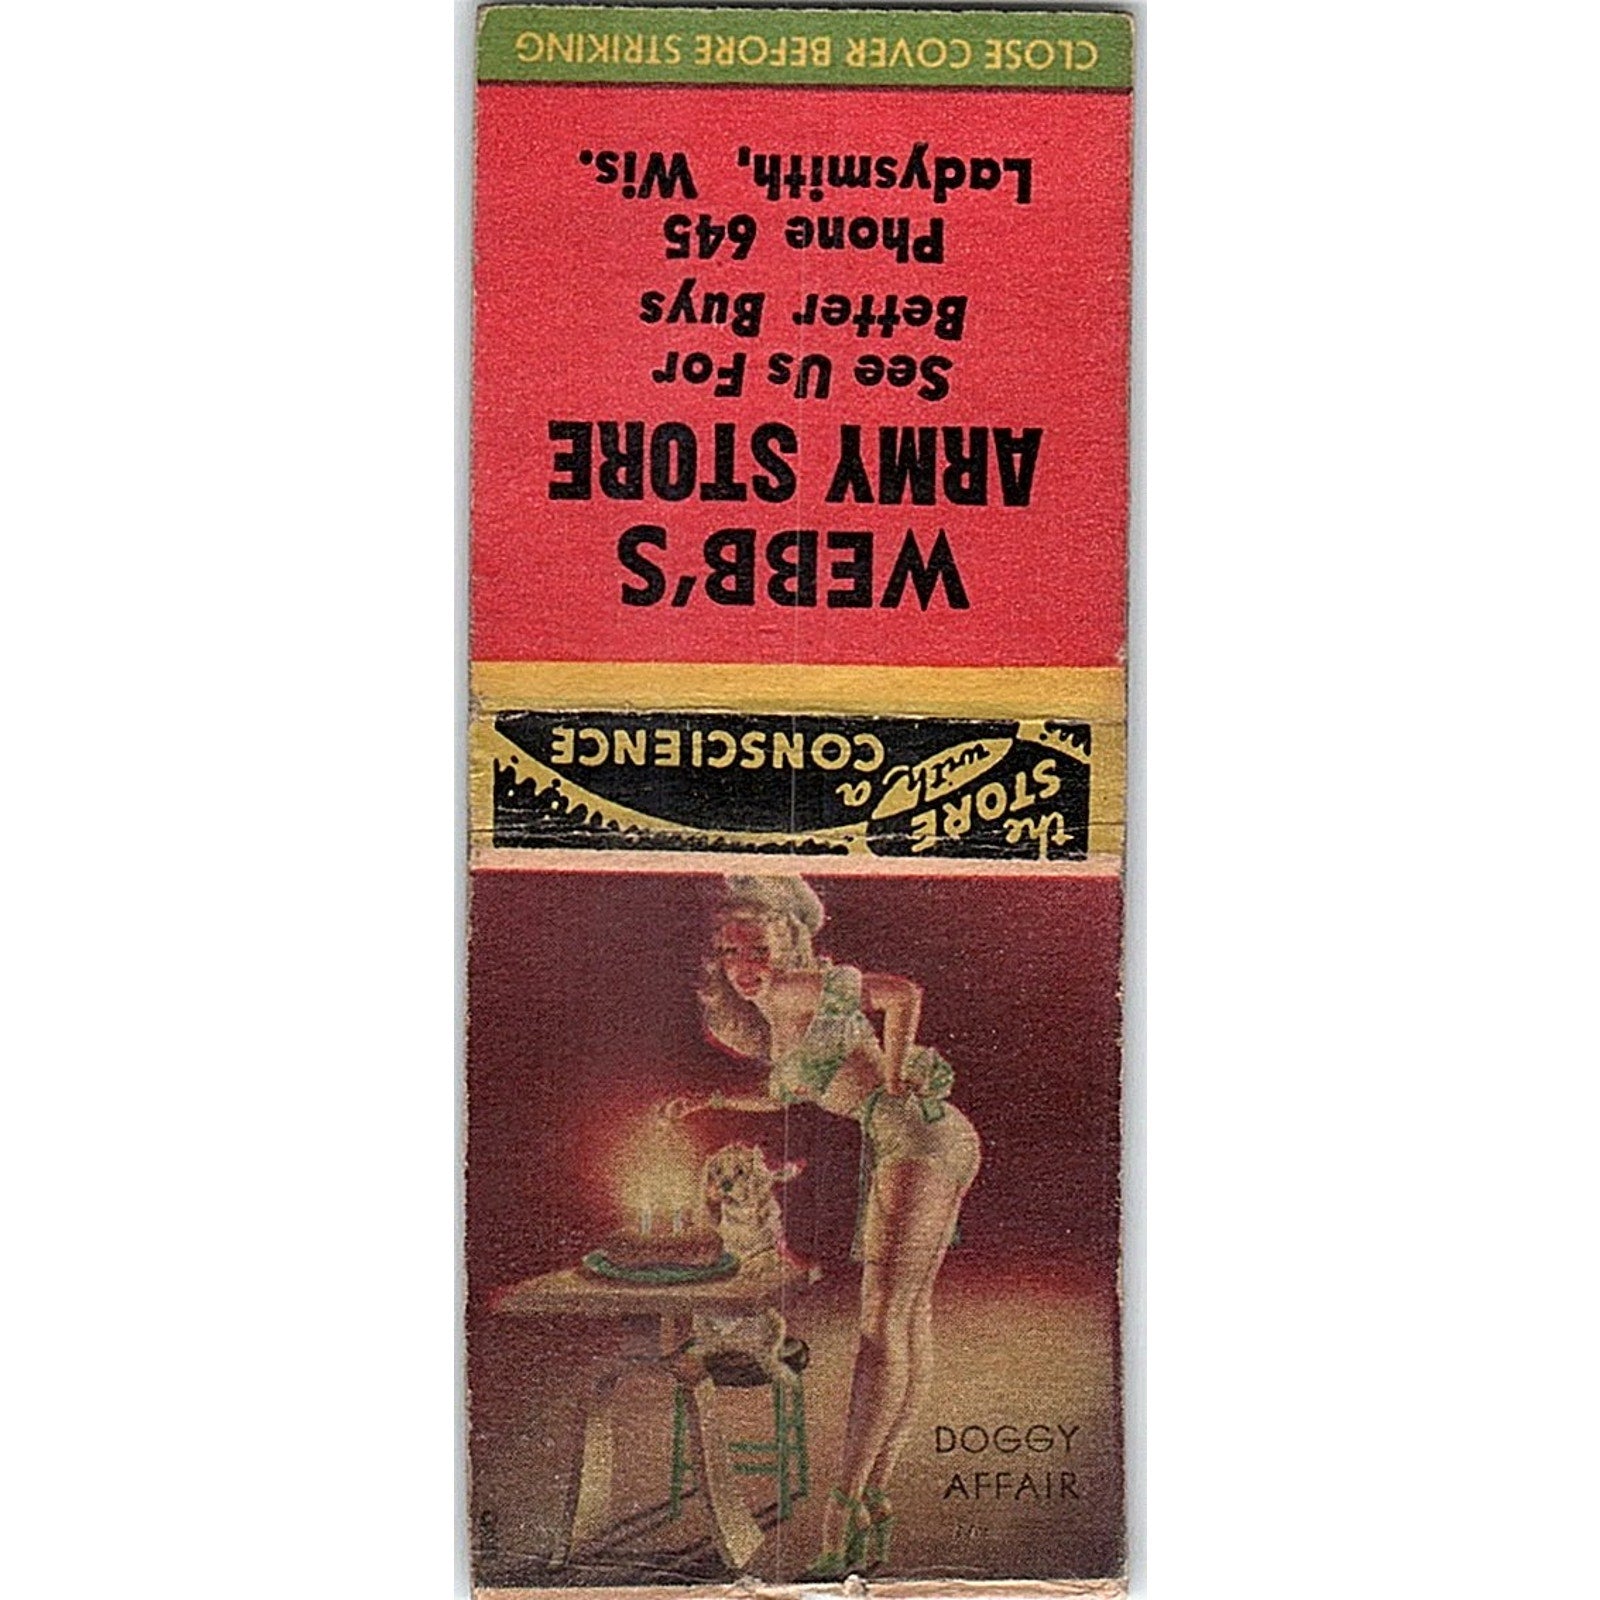 CLOSE COVER BEFORE STRIKING
WEBB'S
ARMY STORE
See Us For
Better Buys
Phone 645
Ladysmith, Wis.
the
STORE
with
a
CONSCIENCE
DOGGY
AFFAIR